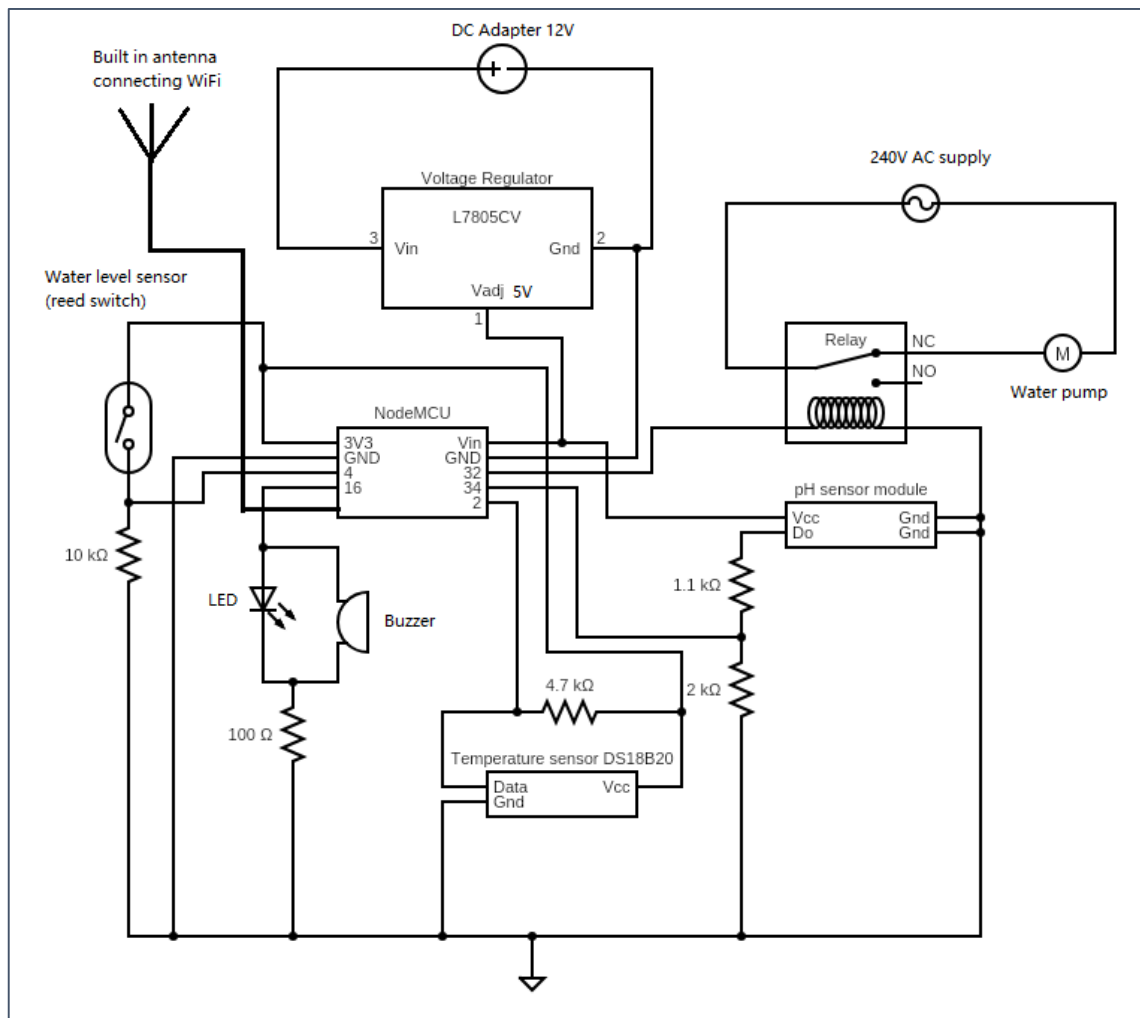 DC Adapter 12V
Built in antenna
connecting WiFi
240V AC supply
Voltage Regulator
L7805CV
3
Vin
Gnd
2
Vadj 5V
1
Water level sensor
(reed switch)
Relay
NC
NO
M
Water pump
NodeMCU
3V3
GND
4
16
Vin
GND
32
34
2
pH sensor module
Vcc
Do
Gnd
Gnd
10 kΩ
1.1 kΩ
LED
Buzzer
4.7 kΩ
2 kΩ
100 Ω
Temperature sensor DS18B20
Data
Gnd
Vcc